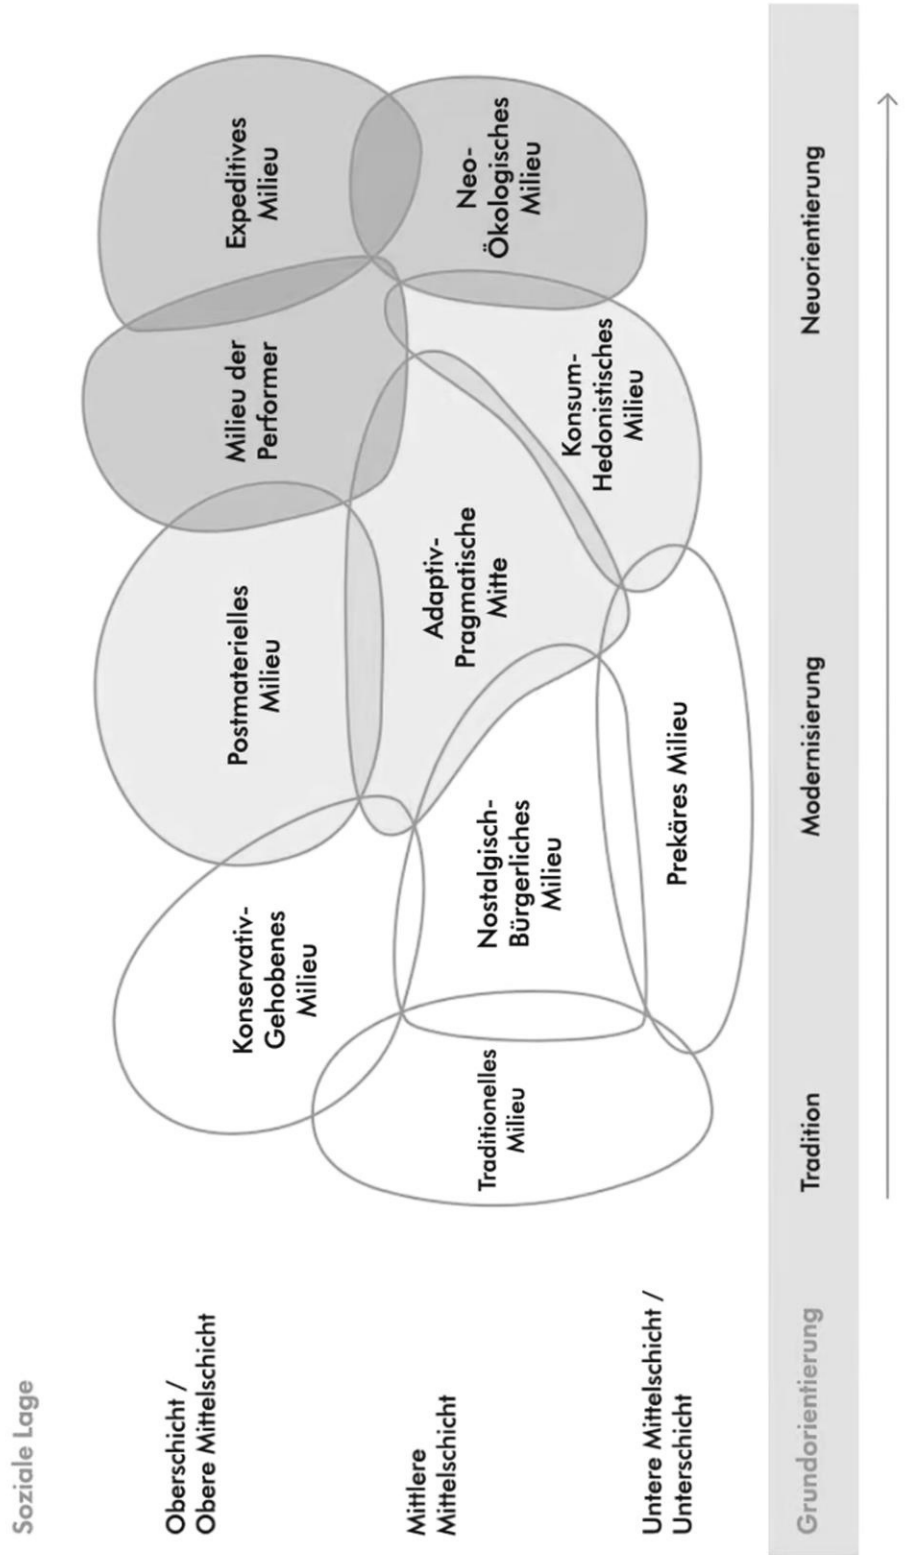 Soziale Lage
Oberschicht /
Obere Mittelschicht
Mittlere
Mittelschicht
Untere Mittelschicht /
Unterschicht
Konservativ-
Gehobenes
Milieu
Postmaterielles
Milieu
Milieu der
Performer
Expeditives
Milieu
Traditionelles
Milieu
Nostalgisch-
Bürgerliches
Milieu
Adaptiv-
Pragmatische
Mitte
Konsum-
Hedonistisches
Milieu
Neo-
Ökologisches
Milieu
Prekäres Milieu
Grundorientierung
Tradition
Modernisierung
Neuorientierung